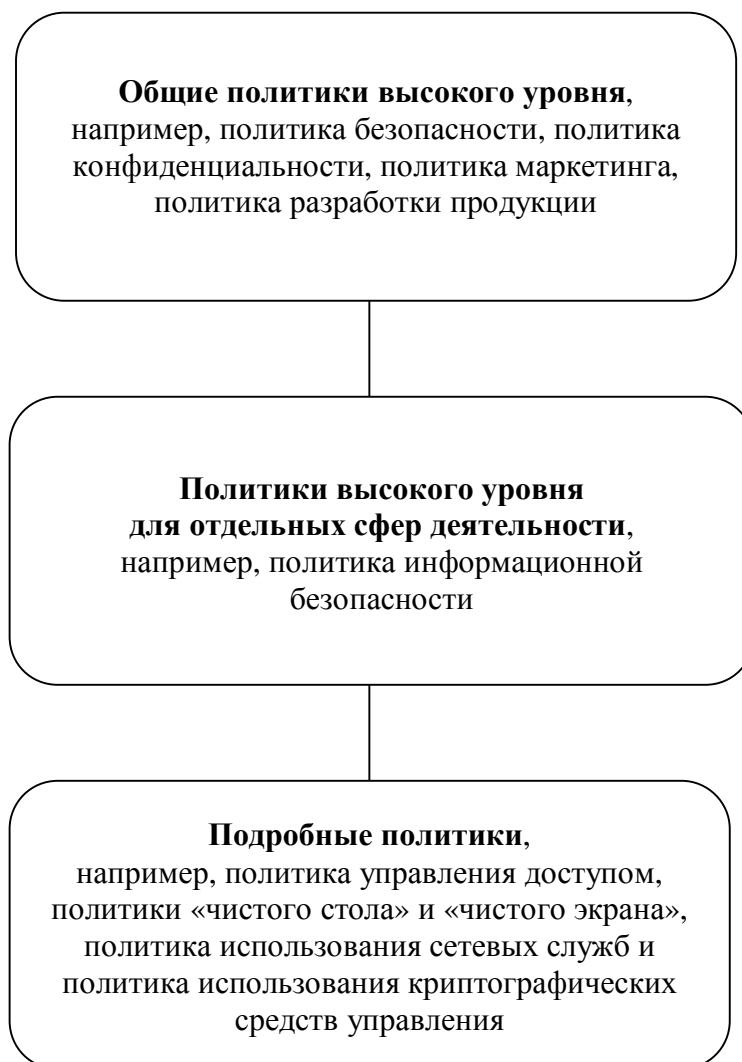 Общие политики высокого уровня,
например, политика безопасности, политика
конфиденциальности, политика маркетинга,
политика разработки продукции
Политики высокого уровня
для отдельных сфер деятельности,
например, политика информационной
безопасности
Подробные политики,
например, политика управления доступом,
политики «чистого стола» и «чистого экрана»,
политика использования сетевых служб и
политика использования криптографических
средств управления